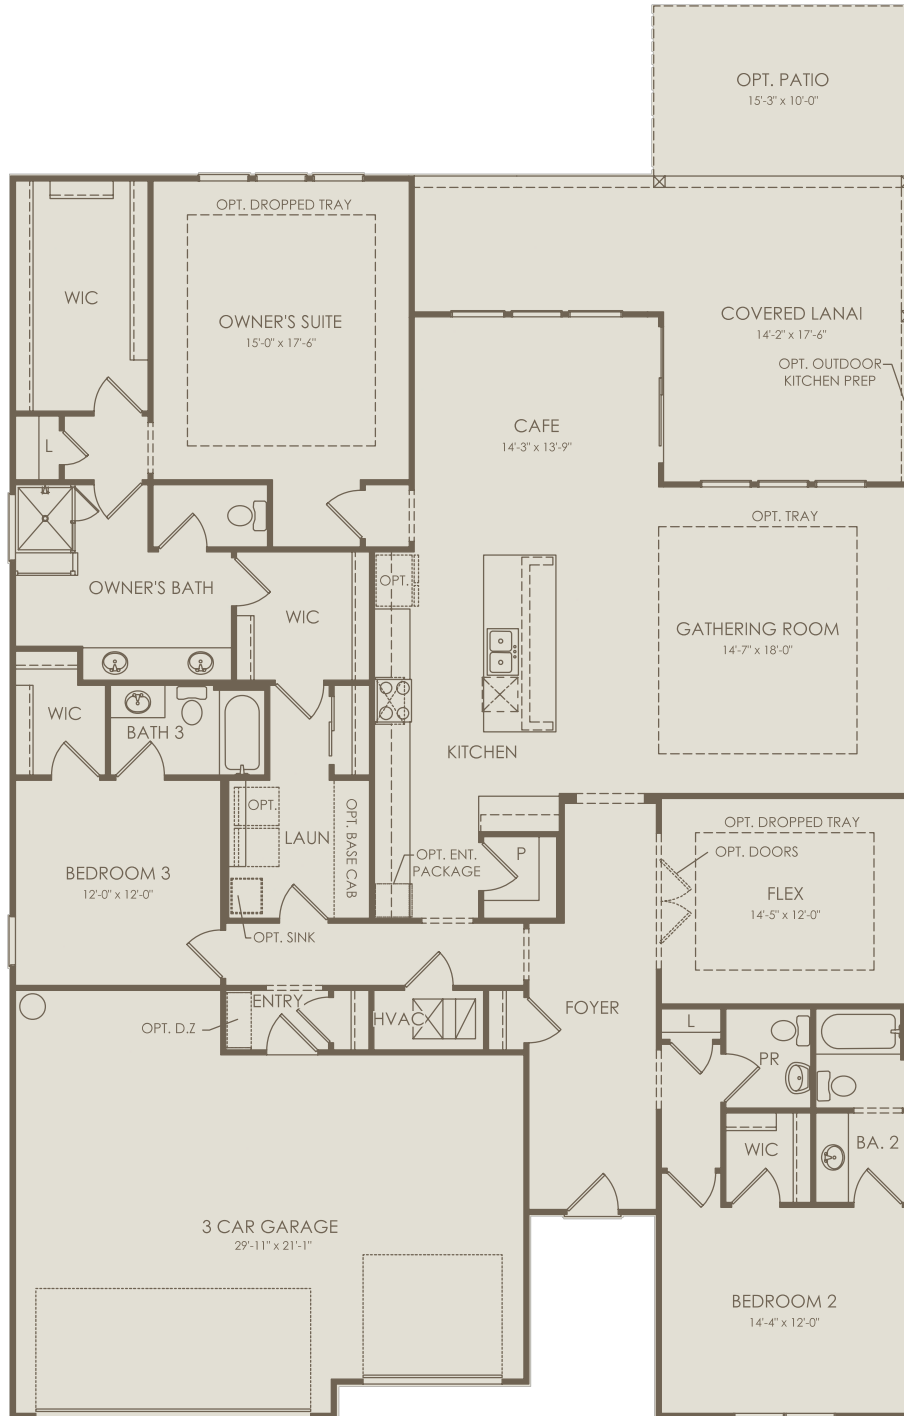 OPT. PATIO
15'-3" x 10'-0"
OPT. DROPPED TRAY
WIC
OWNER'S SUITE
15'-0" x 17'-6"
COVERED LANAI
14'-2" x 17'-6"
OPT. OUTDOOR
KITCHEN PREP
CAFE
14'-3" x 13'-9"
L
OPT. TRAY
OWNER'S BATH
OPT.
WIC
GATHERING ROOM
14'-7" x 18'-0"
WIC
BATH 3
KITCHEN
OPT.
LAUN
OPT. BASE CAB
OPT. ENT.
PACKAGE
P
OPT. DROPPED TRAY
OPT. DOORS
BEDROOM 3
12'-0" x 12'-0"
FLEX
14'-5" x 12'-0"
OPT. SINK
ENTRY
HVAC
FOYER
OPT. D.Z
L
PR
WIC
BA. 2
3 CAR GARAGE
29'-11" x 21'-1"
BEDROOM 2
14'-4" x 12'-0"